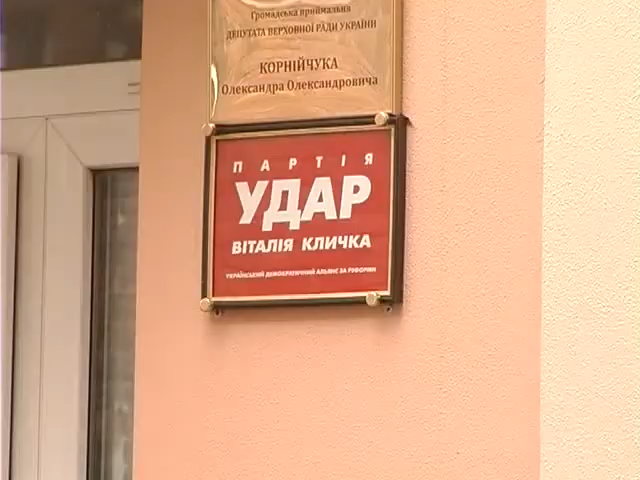 Громадська приймальня
ДЕПУТАТА ВЕРХОВНОЇ РАДИ УКРАЇНИ
КОРНІЙЧУКА
Олександра Олександровича
ПАРТІЯ
УДАР
ВІТАЛІЯ КЛИЧКА
УКРАЇНСЬКИЙ ДЕМОКРАТИЧНИЙ АЛЬЯНС ЗА РЕФОРМИ